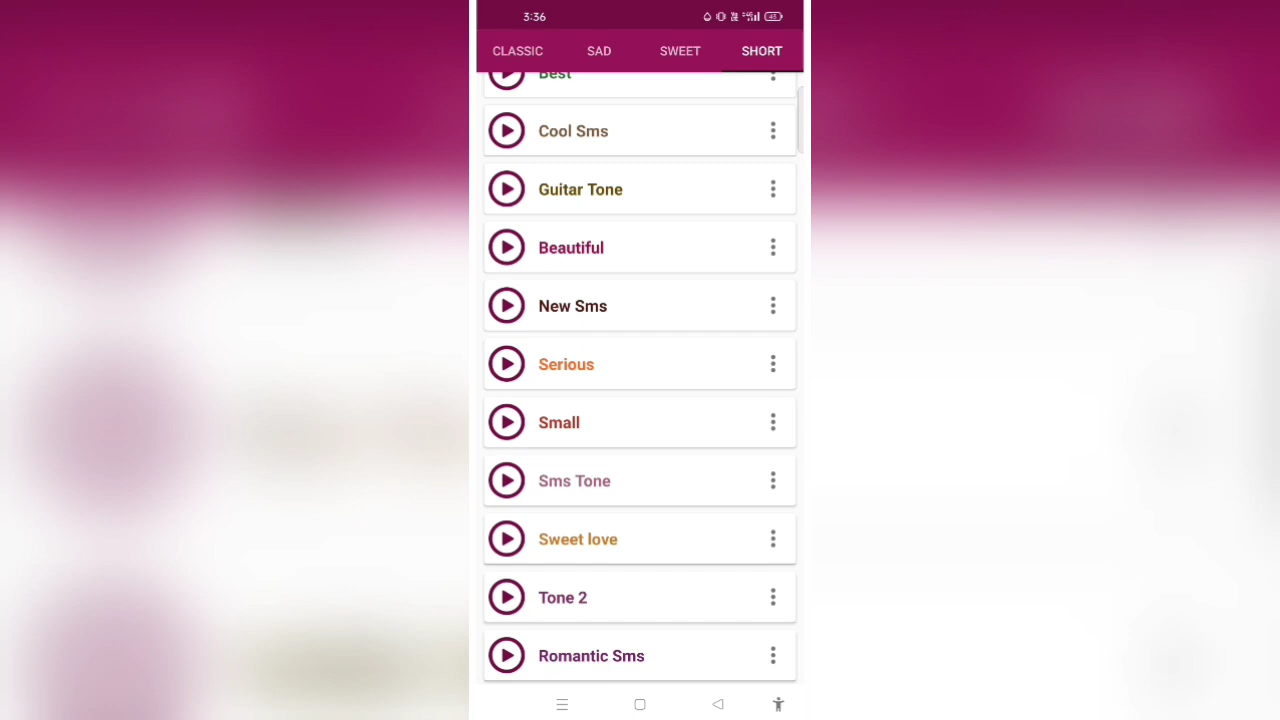 3:36
45
CLASSIC SAD SWEET SHORT
Best
Cool Sms
Guitar Tone
Beautiful
New Sms
Serious
Small
Sms Tone
Sweet love
Tone 2
Romantic Sms